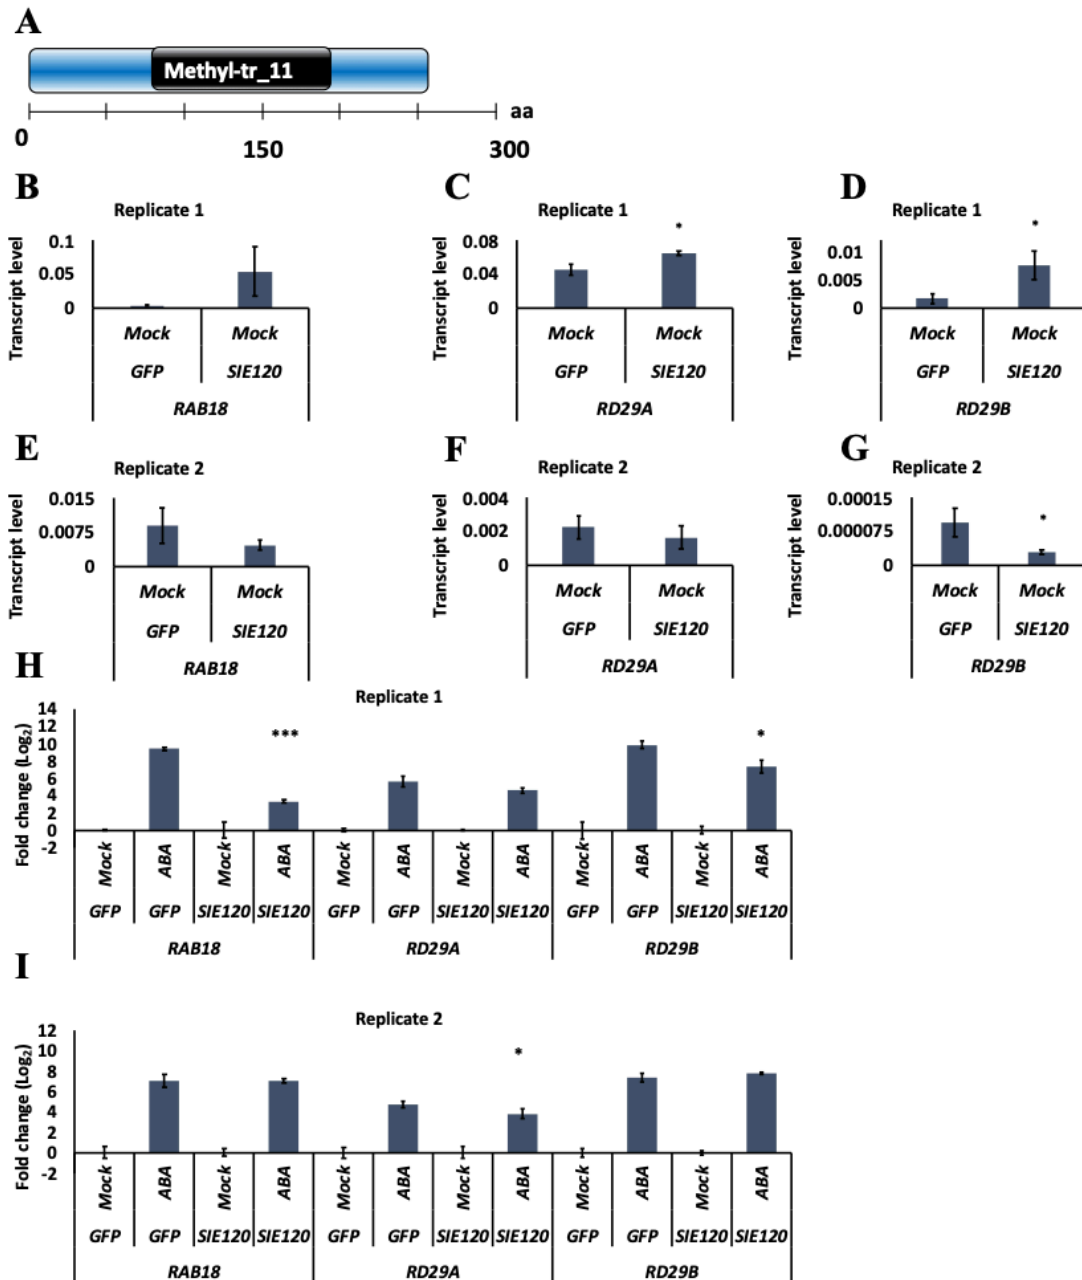 A
Methyl-tr_11
aa
0
150
300
B
C
D
Replicate 1
Replicate 1
Replicate 1
Transcript level
0.1
0.05
0
Mock
Mock
GFP
SIE120
RAB18
Transcript level
*
0.08
0.04
0
Mock
Mock
GFP
SIE120
RD29A
Transcript level
*
0.01
0.005
0
Mock
Mock
GFP
SIE120
RD29B
E
F
G
Replicate 2
Replicate 2
Replicate 2
Transcript level
0.015
0.0075
0
Mock
Mock
GFP
SIE120
RAB18
Transcript level
0.004
0.002
0
Mock
Mock
GFP
SIE120
RD29A
Transcript level
*
0.00015
0.000075
0
Mock
Mock
GFP
SIE120
RD29B
H
Replicate 1
Fold change (Log₂)
14
12
10
8
6
4
2
0
-2
*** *
Mock ABA Mock ABA Mock ABA Mock ABA Mock ABA Mock ABA
GFP GFP SIE120 SIE120 GFP GFP SIE120 SIE120 GFP GFP SIE120 SIE120
RAB18 RD29A RD29B
I
Replicate 2
Fold change (Log₂)
12
10
8
6
4
2
0
-2
*
Mock ABA Mock ABA Mock ABA Mock ABA Mock ABA Mock ABA
GFP GFP SIE120 SIE120 GFP GFP SIE120 SIE120 GFP GFP SIE120 SIE120
RAB18 RD29A RD29B